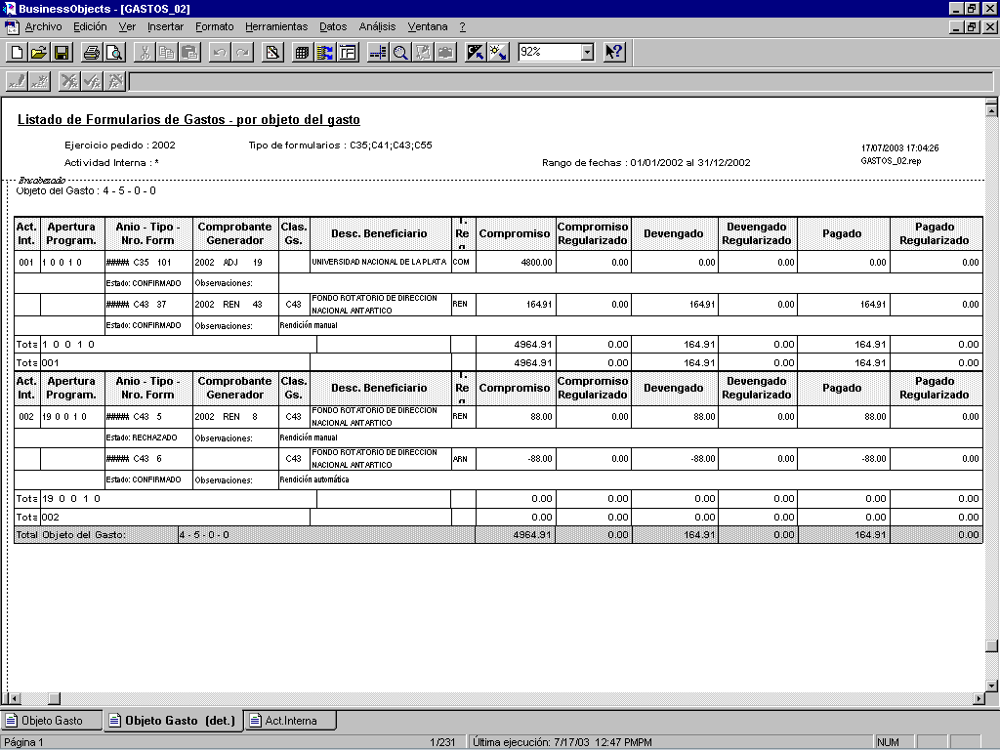 BusinessObjects - [GASTOS_02]
Archivo Edición Ver Insertar Formato Herramientas Datos Análisis Ventana ?
92%
Listado de Formularios de Gastos - por objeto del gasto
Ejercicio pedido : 2002 Tipo de formularios : C35;C41;C43;C55 17/07/2003 17:04:26
Actividad Interna : * Rango de fechas : 01/01/2002 al 31/12/2002 GASTOS_02.rep
Encabezado
Objeto del Gasto : 4 - 5 - 0 - 0
Act. Int. Apertura Program. Anio - Tipo - Nro. Form Comprobante Generador Clas. Gs. Desc. Beneficiario Re Compromiso Compromiso Regularizado Devengado Devengado Regularizado Pagado Pagado Regularizado
001 1 0 0 1 0 ##### C35 101 2002 ADJ 19 UNIVERSIDAD NACIONAL DE LA PLATA COM 4800.00 0.00 0.00 0.00 0.00 0.00
Estado: CONFIRMADO Observaciones:
##### C43 37 2002 REN 43 C43 FONDO ROTATORIO DE DIRECCION NACIONAL ANTARTICO REN 164.91 0.00 164.91 0.00 164.91 0.00
Estado: CONFIRMADO Observaciones: Rendición manual
Tota 1 0 0 1 0 4964.91 0.00 164.91 0.00 164.91 0.00
Tota 001 4964.91 0.00 164.91 0.00 164.91 0.00
Act. Int. Apertura Program. Anio - Tipo - Nro. Form Comprobante Generador Clas. Gs. Desc. Beneficiario Re Compromiso Compromiso Regularizado Devengado Devengado Regularizado Pagado Pagado Regularizado
002 19 0 0 1 0 ##### C43 5 2002 REN 8 C43 FONDO ROTATORIO DE DIRECCION NACIONAL ANTARTICO REN 88.00 0.00 88.00 0.00 88.00 0.00
Estado: RECHAZADO Observaciones: Rendición manual
##### C43 6 C43 FONDO ROTATORIO DE DIRECCION NACIONAL ANTARTICO ARN -88.00 0.00 -88.00 0.00 -88.00 0.00
Estado: CONFIRMADO Observaciones: Rendición automática
Tota 19 0 0 1 0 0.00 0.00 0.00 0.00 0.00 0.00
Tota 002 0.00 0.00 0.00 0.00 0.00 0.00
Total Objeto del Gasto: 4 - 5 - 0 - 0 4964.91 0.00 164.91 0.00 164.91 0.00
Objeto Gasto Objeto Gasto (det.) Act.Interna
Página 1 1/231 Última ejecución: 7/17/03 12:47 PMPM NUM